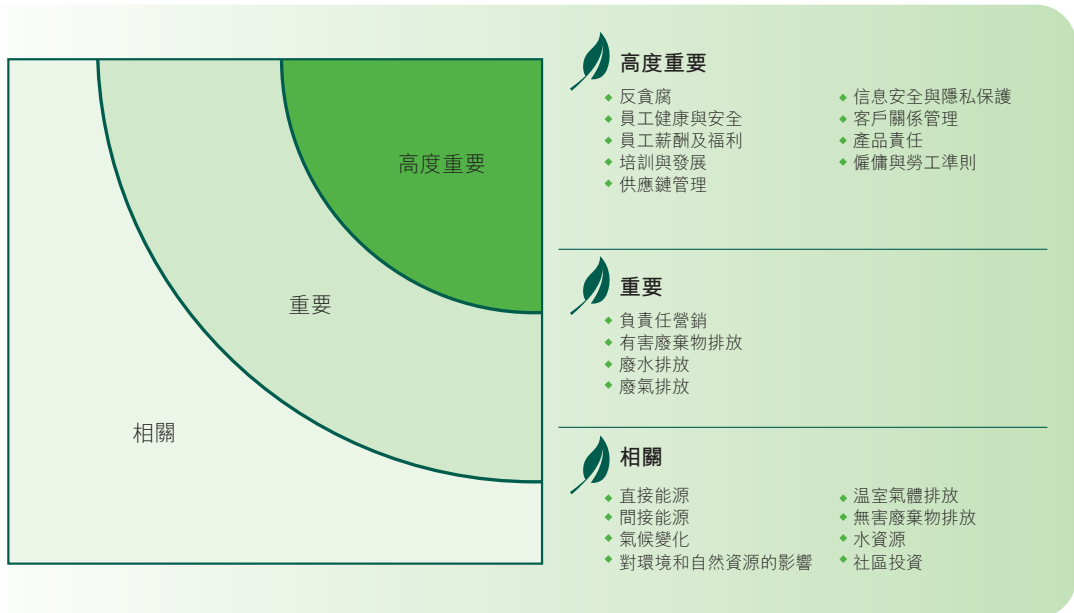 高度重要
重要
相關
高度重要
反貪腐
員工健康與安全
員工薪酬及福利
培訓與發展
供應鏈管理
信息安全與隱私保護
客戶關係管理
產品責任
僱傭與勞工準則
重要
負責任營銷
有害廢棄物排放
廢水排放
廢氣排放
相關
直接能源
間接能源
氣候變化
對環境和自然資源的影響
温室氣體排放
無害廢棄物排放
水資源
社區投資